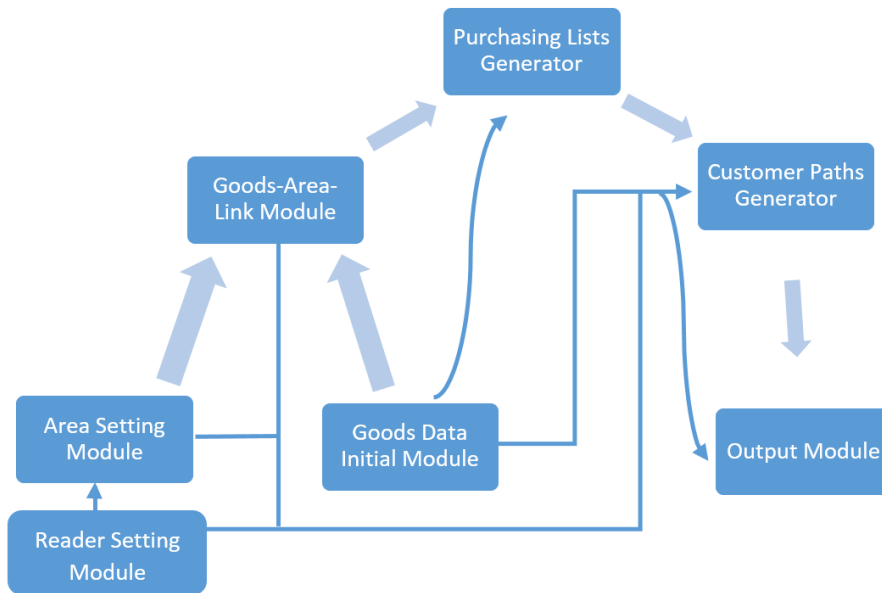 Purchasing Lists
Generator
Goods-Area-
Link Module
Customer Paths
Generator
Area Setting
Module
Goods Data
Initial Module
Output Module
Reader Setting
Module